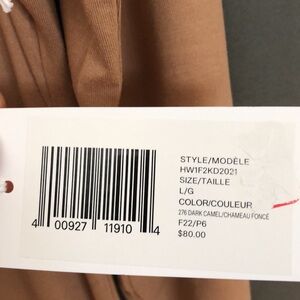 STYLE/MODÈLE
HW1F2KD2021
SIZE/TAILLE
L/G
COLOR/COULEUR
276 DARK CAMEL/CHAMEAU FONCÉ
F22/P6
$80.00
4 00927 11910 4